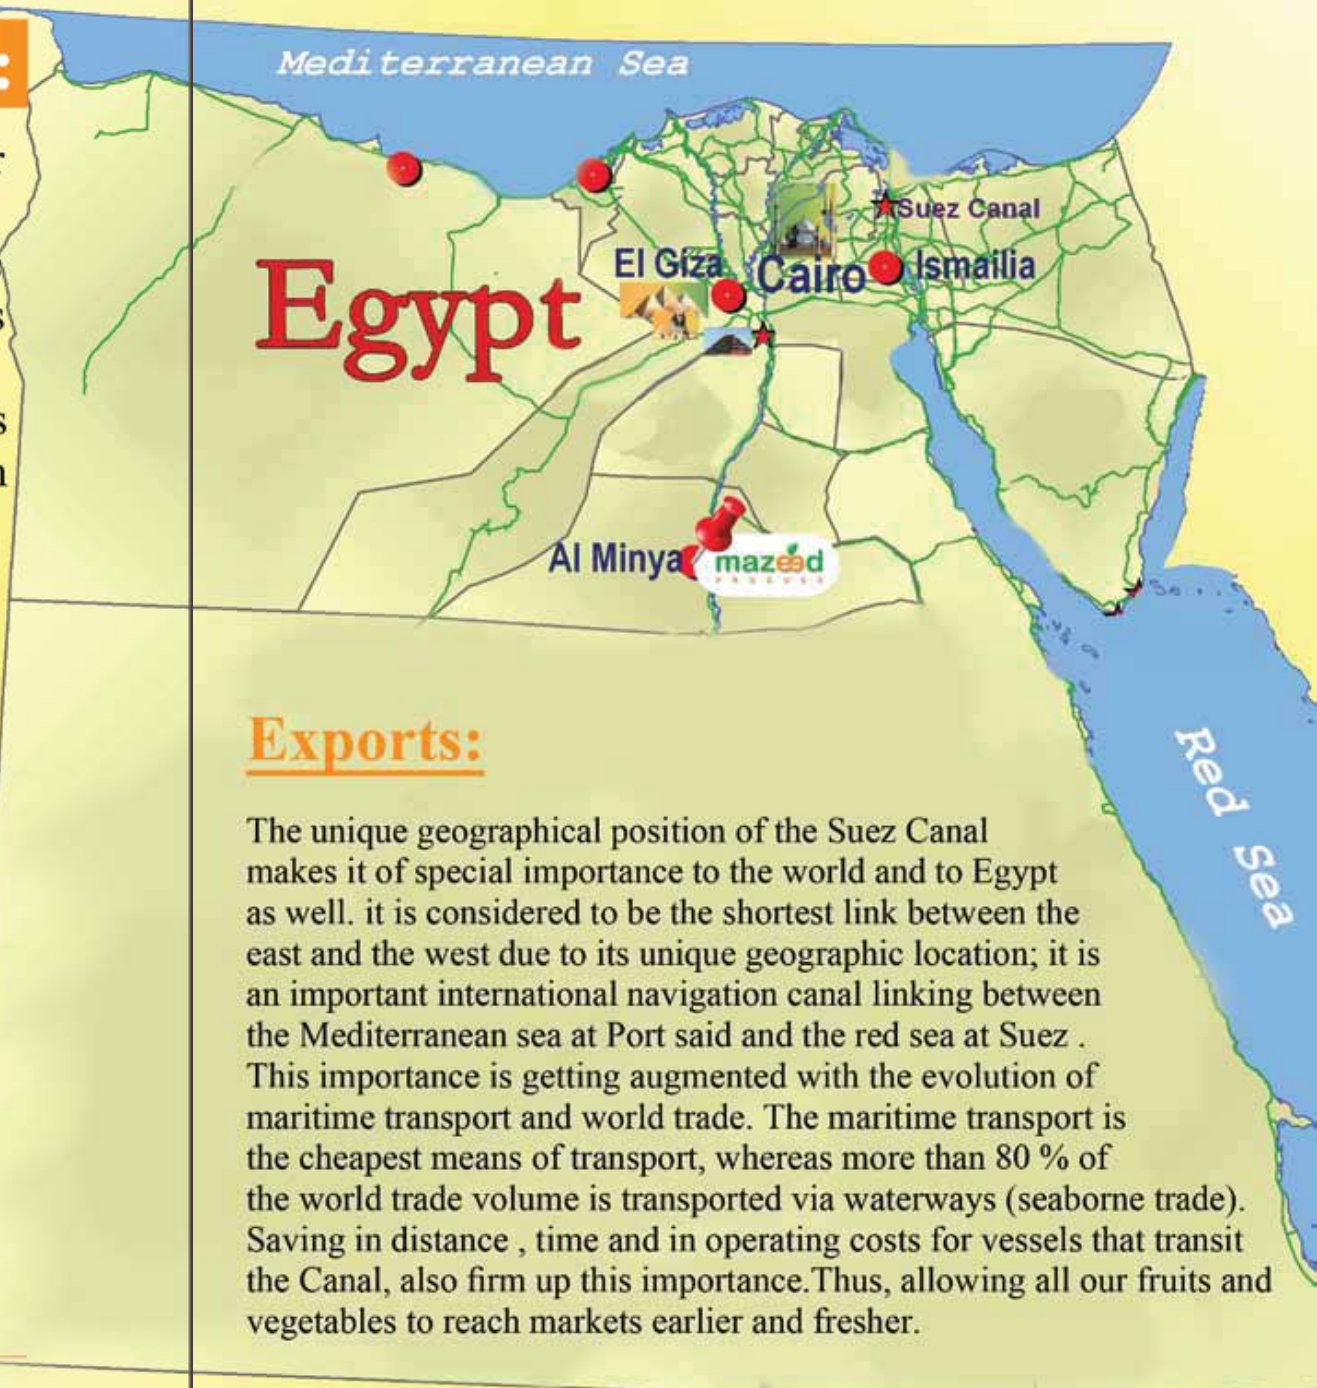 :
r
s
s
n
Mediterranean Sea
Suez Canal
El Giza
Cairo
Ismailia
Egypt
Al Minya
mazeed
PRODUCE
Red Sea
Exports:
The unique geographical position of the Suez Canal
makes it of special importance to the world and to Egypt
as well. it is considered to be the shortest link between the
east and the west due to its unique geographic location; it is
an important international navigation canal linking between
the Mediterranean sea at Port said and the red sea at Suez .
This importance is getting augmented with the evolution of
maritime transport and world trade. The maritime transport is
the cheapest means of transport, whereas more than 80 % of
the world trade volume is transported via waterways (seaborne trade).
Saving in distance , time and in operating costs for vessels that transit
the Canal, also firm up this importance.Thus, allowing all our fruits and
vegetables to reach markets earlier and fresher.